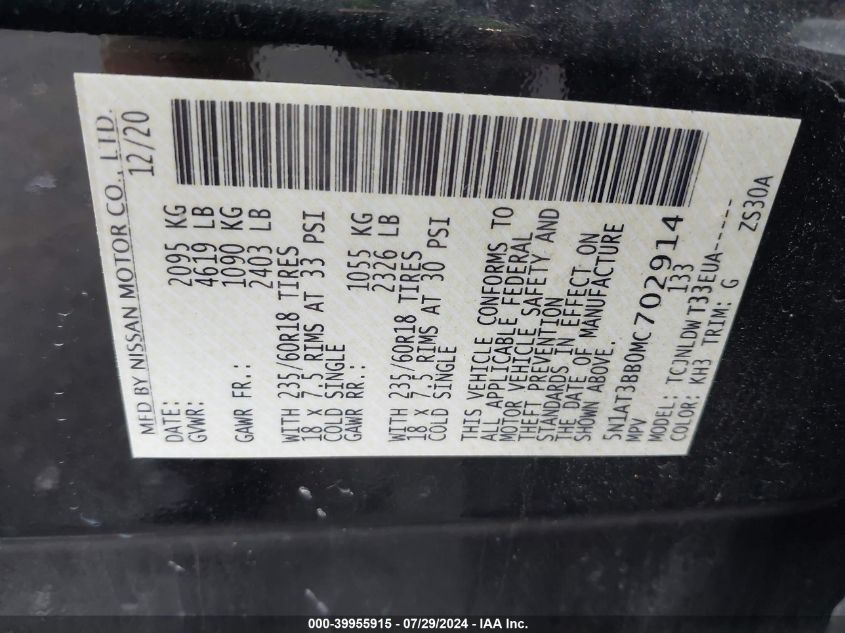 MFD BY NISSAN MOTOR CO., LTD.
DATE: 12/20
GVWR: 2095 KG
4619 LB
GAWR FR.: 1090 KG
2403 LB
WITH 235/60R18 TIRES
18 X 7.5 RIMS AT 33 PSI
COLD SINGLE
GAWR RR.: 1055 KG
2326 LB
WITH 235/60R18 TIRES
18 X 7.5 RIMS AT 30 PSI
COLD SINGLE
THIS VEHICLE CONFORMS TO
ALL APPLICABLE FEDERAL
MOTOR VEHICLE SAFETY AND
THEFT PREVENTION
STANDARDS IN EFFECT ON
THE DATE OF MANUFACTURE
SHOWN ABOVE.
5N1AT3BB0MC702914
MPV 133
MODEL: TCJNLDWT33EUA-----
COLOR: KH3 TRIM: G ZS30A
000-39955915 - 07/29/2024 - IAA Inc.